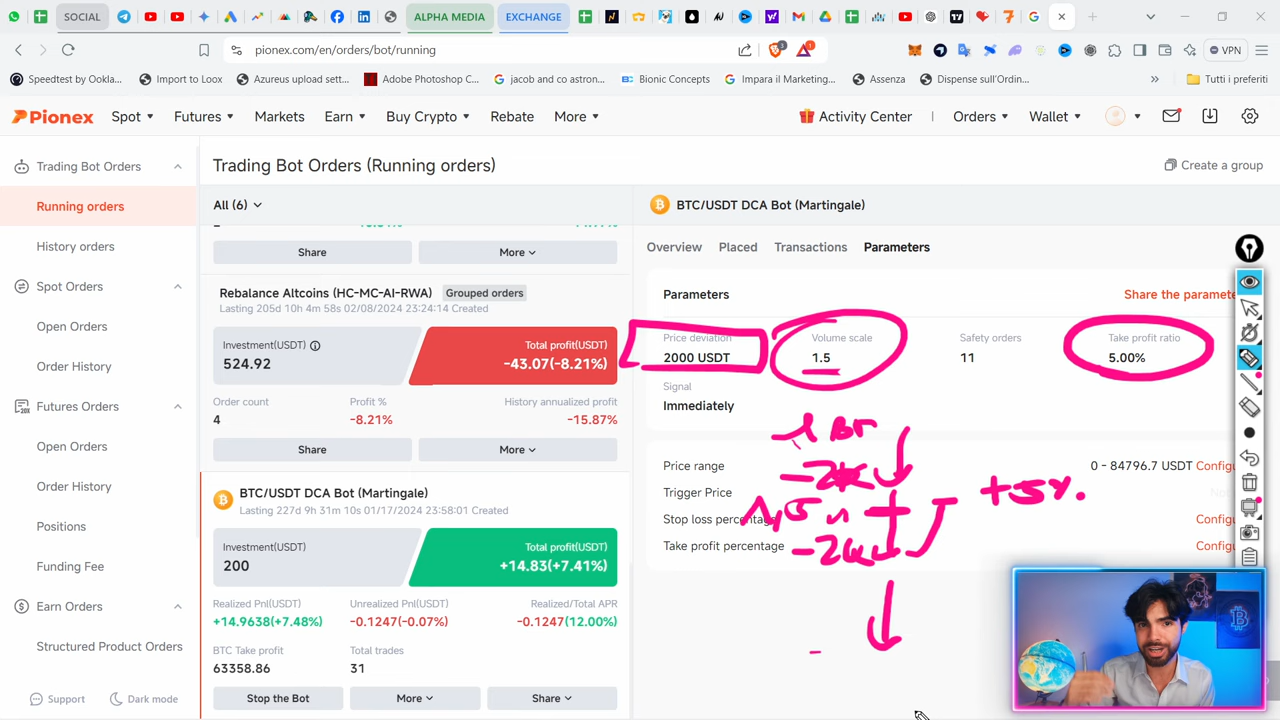 ALPHA MEDIA
SOCIAL
EXCHANGE
pionex.com/en/orders/bot/running
VPN
Speedtest by Ookla...
Import to Loox
Azureus upload sett...
Adobe Photoshop C...
jacob and co astron...
Bionic Concepts
Impara il Marketing...
Assenza
Dispense sull'Ordin...
Tutti i preferiti
Pionex
Spot
Futures
Markets
Earn
Buy Crypto
Rebate
More
Activity Center
Orders
Wallet
Trading Bot Orders
Running orders
History orders
Spot Orders
Open Orders
Order History
Futures Orders
Open Orders
Order History
Positions
Funding Fee
Earn Orders
Structured Product Orders
Support
Dark mode
Trading Bot Orders (Running orders)
Create a group
All (6)
Share
More
Rebalance Altcoins (HC-MC-AI-RWA)
Grouped orders
Lasting 205d 10h 4m 58s 02/08/2024 23:24:14 Created
Investment(USDT)
524.92
Total profit(USDT)
-43.07(-8.21%)
Order count
4
Profit %
-8.21%
History annualized profit
-15.87%
Share
More
BTC/USDT DCA Bot (Martingale)
Lasting 227d 9h 31m 10s 01/17/2024 23:58:01 Created
Investment(USDT)
200
Total profit(USDT)
+14.83(+7.41%)
Realized Pnl(USDT)
+14.9638(+7.48%)
Unrealized Pnl(USDT)
-0.1247(-0.07%)
Realized/Total APR
-0.1247(12.00%)
BTC Take profit
63358.86
Total trades
31
Stop the Bot
More
Share
BTC/USDT DCA Bot (Martingale)
Overview
Placed
Transactions
Parameters
Parameters
Share the paramete
Price deviation
2000 USDT
Volume scale
1.5
Safety orders
11
Take profit ratio
5.00%
Signal
Immediately
Price range
0 - 84796.7 USDT
Configu
Trigger Price
Stop loss percentage
Configu
Take profit percentage
Configu
-2k
+5%
-2k